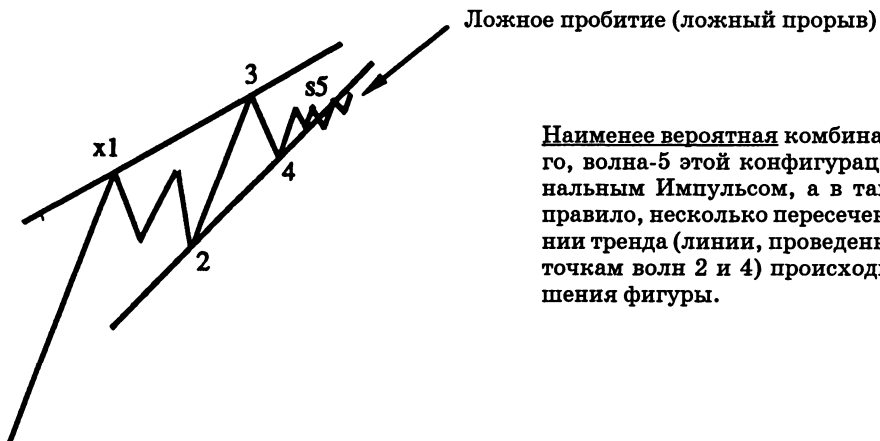 Ложное пробитие (ложный прорыв)
3
s5
x1
4
2
Наименее вероятная комбина
го, волна-5 этой конфигурац
нальным Импульсом, а в та
правило, несколько пересечен
нии тренда (линии, проведен
точкам волн 2 и 4) происход
шения фигуры.